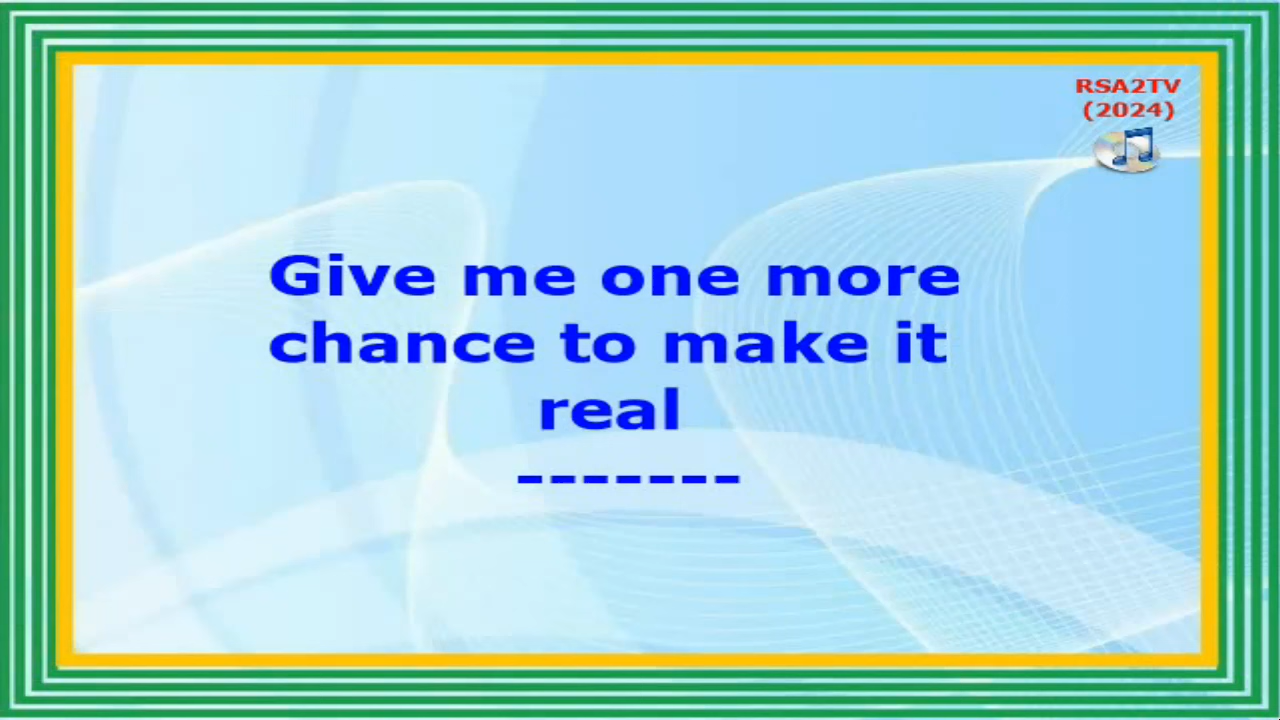 RSA2TV
(2024)
Give me one more
chance to make it
real
-------